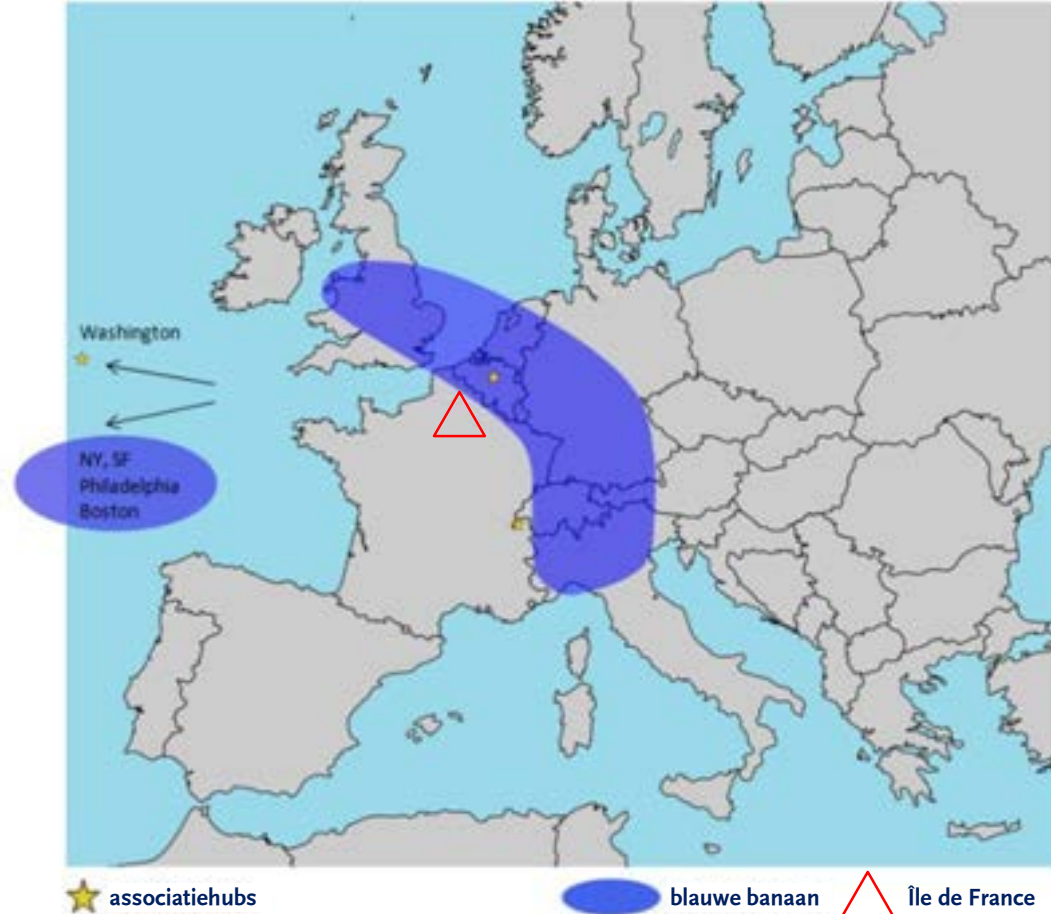 Washington
NY, SF
Philadelphia
Boston
associatiehubs
blauwe banaan
Île de France